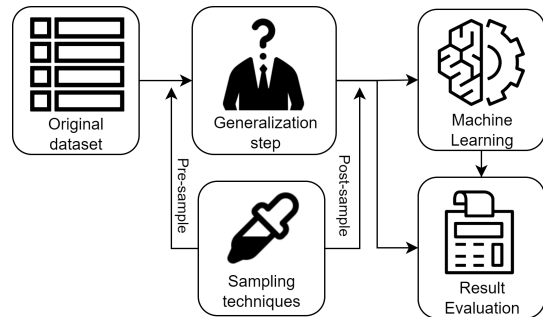 Original
dataset
Generalization
step
Machine
Learning
Pre-sample
Post-sample
Sampling
techniques
Result
Evaluation